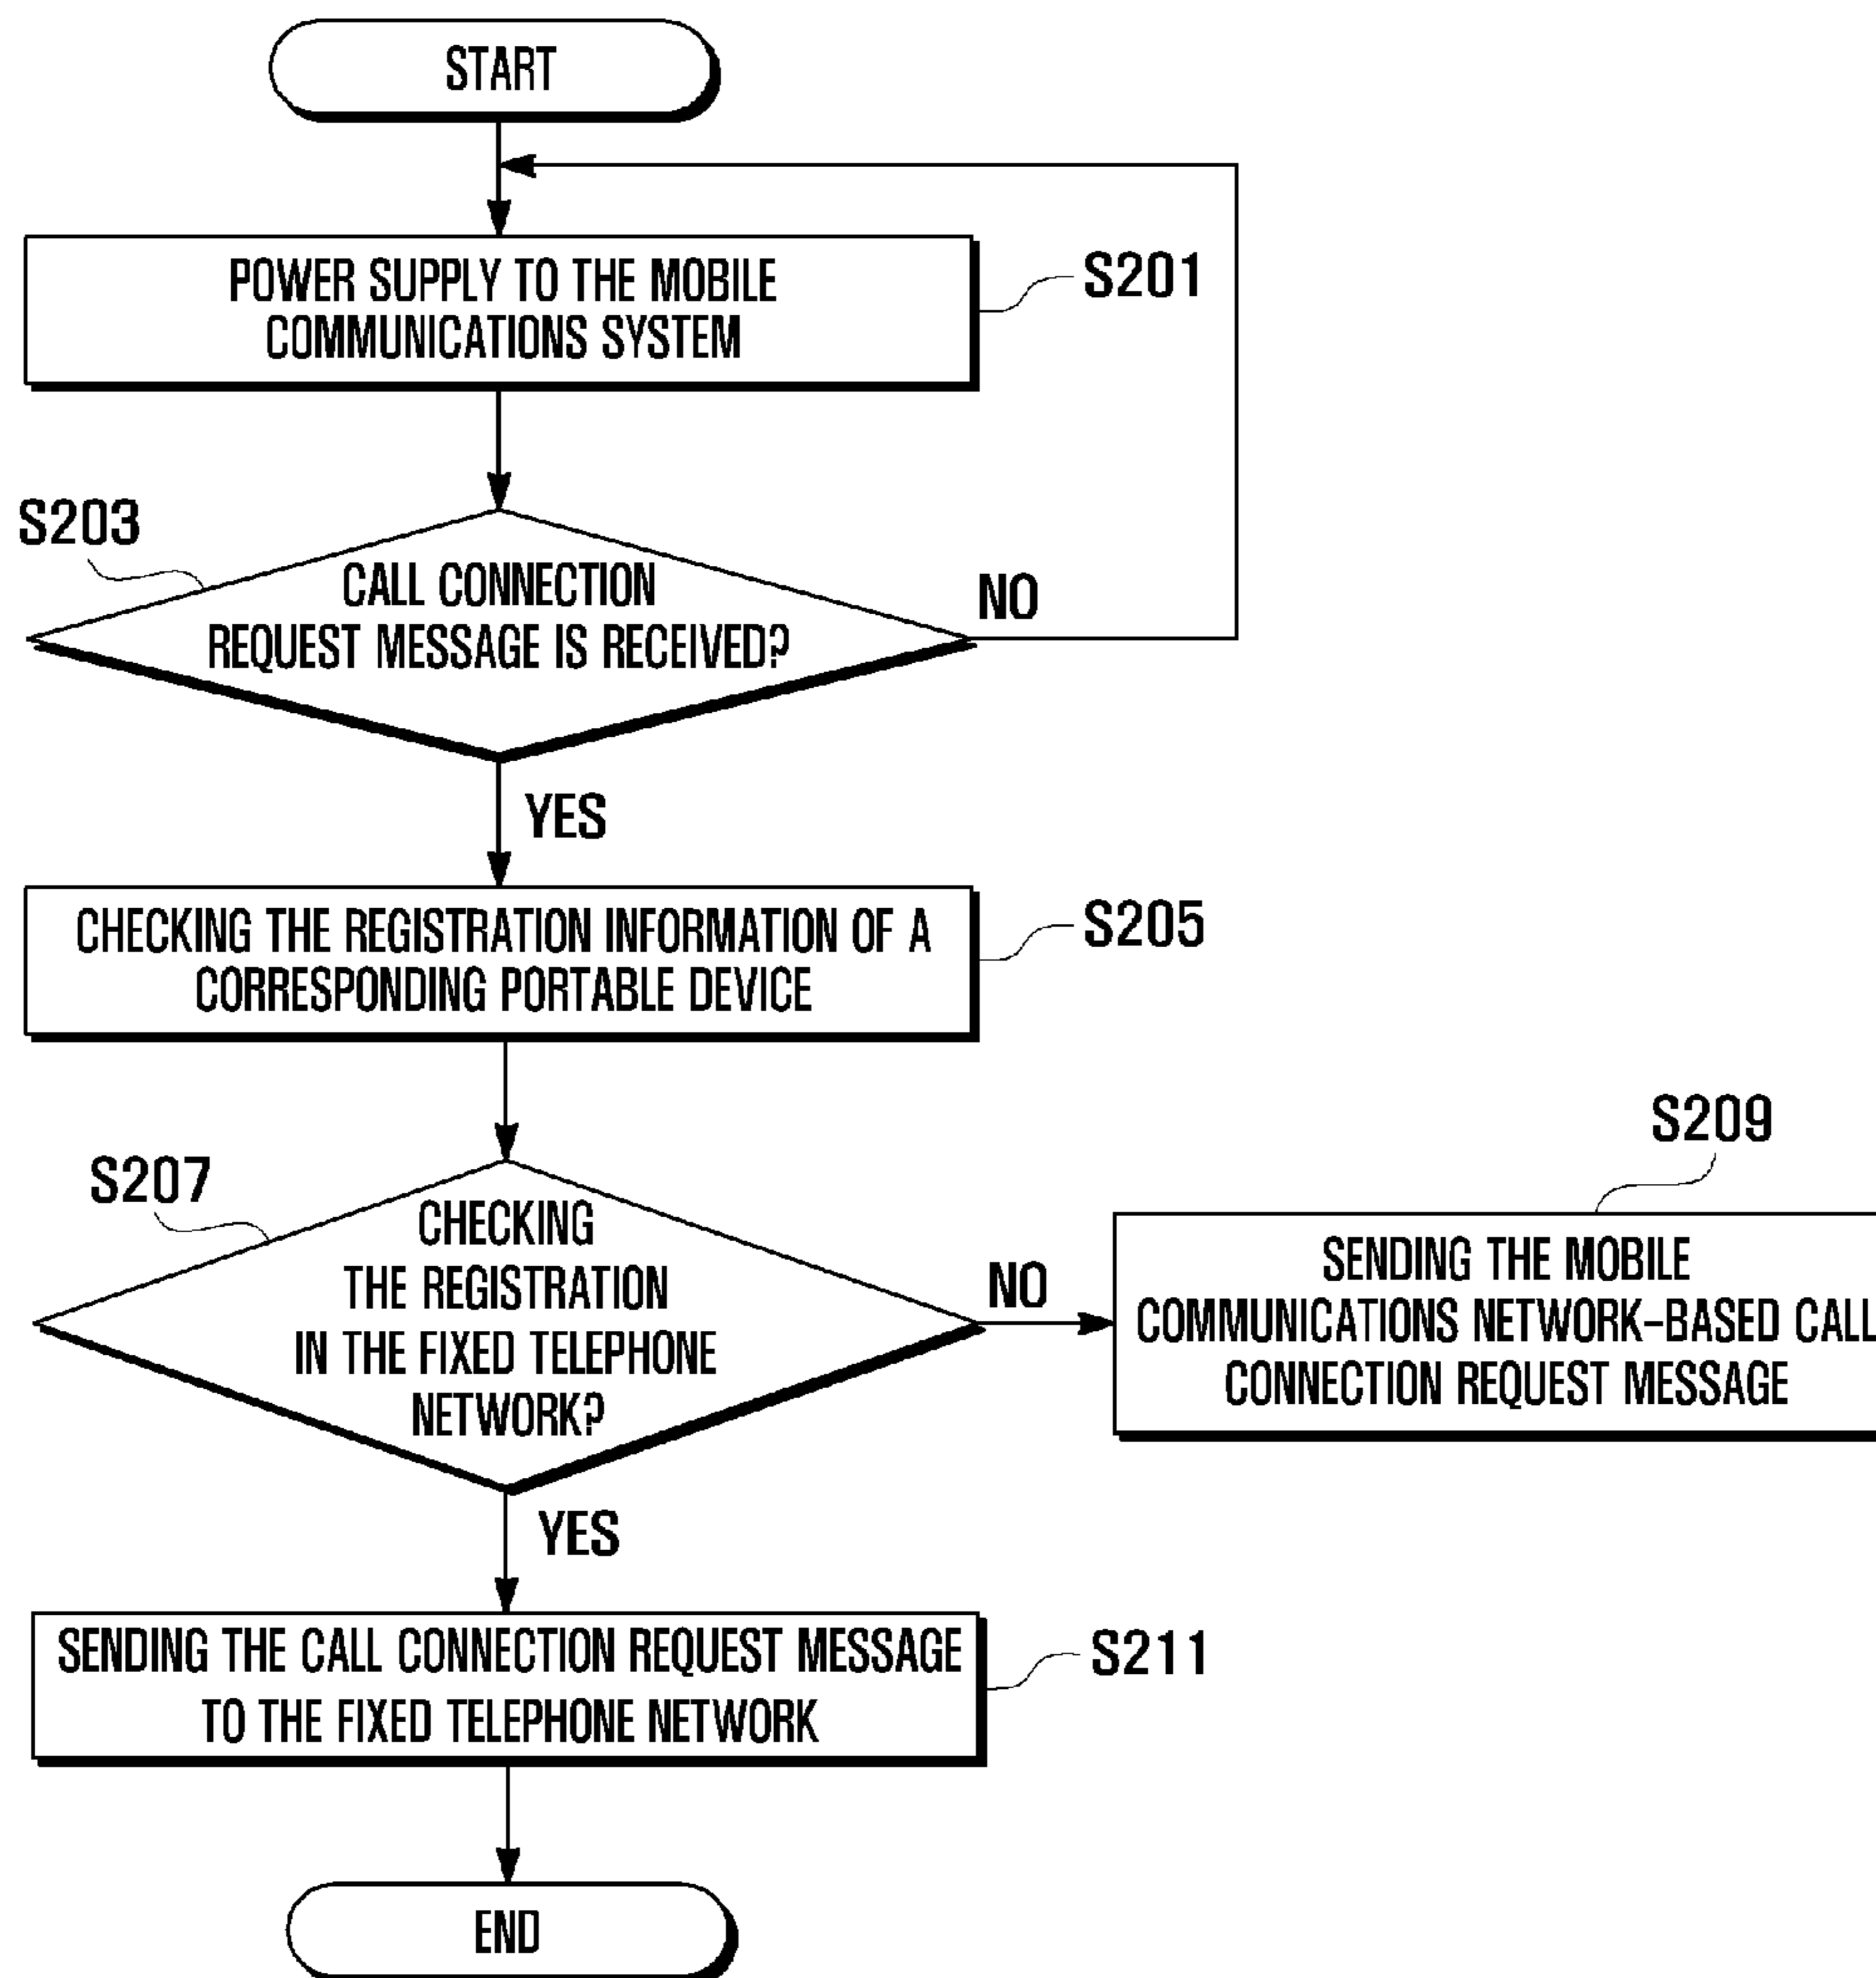 START
POWER SUPPLY TO THE MOBILE
COMMUNICATIONS SYSTEM
S201
S203
CALL CONNECTION
REQUEST MESSAGE IS RECEIVED?
NO
YES
CHECKING THE REGISTRATION INFORMATION OF A
CORRESPONDING PORTABLE DEVICE
S205
S207
CHECKING
THE REGISTRATION
IN THE FIXED TELEPHONE
NETWORK?
NO
S209
SENDING THE MOBILE
COMMUNICATIONS NETWORK-BASED CALL
CONNECTION REQUEST MESSAGE
YES
SENDING THE CALL CONNECTION REQUEST MESSAGE
TO THE FIXED TELEPHONE NETWORK
S211
END